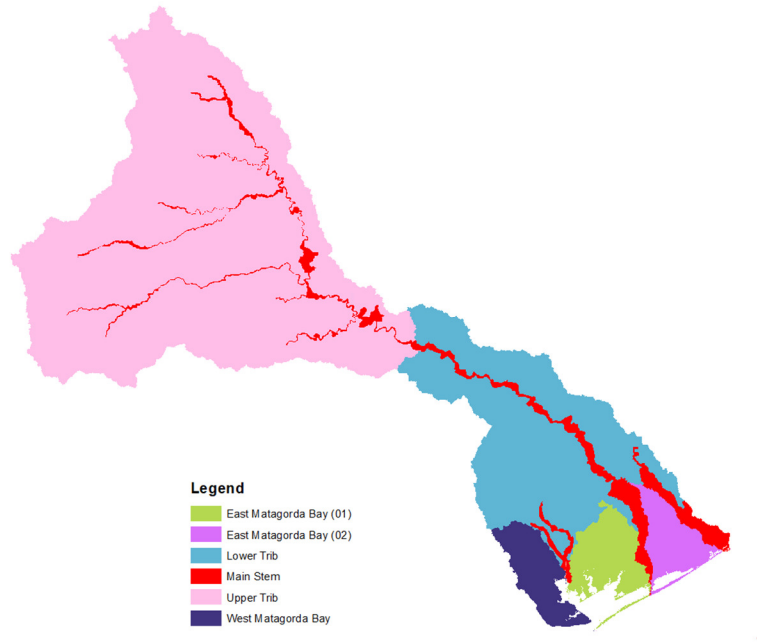 Legend
East Matagorda Bay (01)
East Matagorda Bay (02)
Lower Trib
Main Stem
Upper Trib
West Matagorda Bay